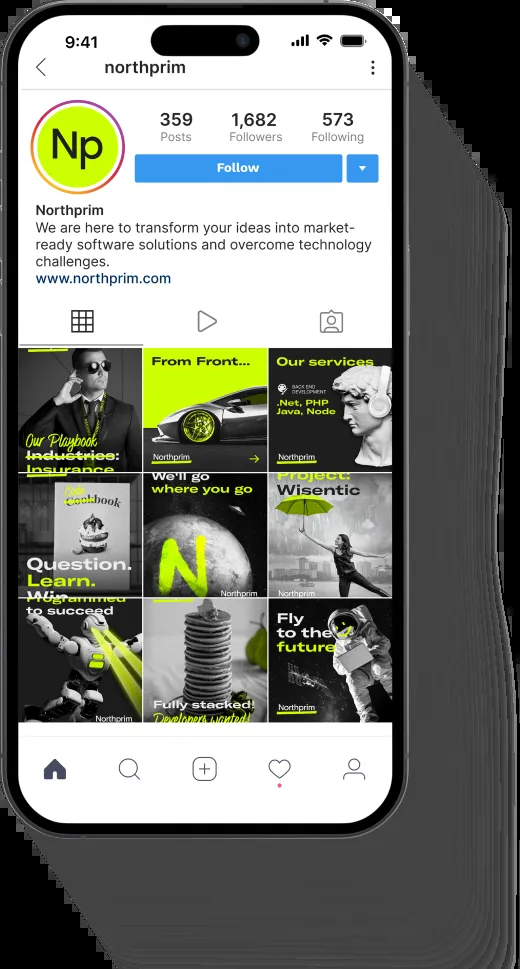 9:41
northprim
Np
359 1,682 573
Posts Followers Following
Follow
Northprim
We are here to transform your ideas into market-
ready software solutions and overcome technology
challenges.
www.northprim.com
Our Playbook
Industries:
Insurance
From Front...
Northprim
Our services
BACK END
DEVELOPMENT
.Net, PHP
Java, Node
Northprim
Code
Cookbook
Question.
Learn.
Win.
We'll go
where you go
N
Northprim
Project:
Wisentic
Northprim
Programmed
to succeed
Northprim
Fully stacked!
Developers wanted!
Fly
to the
future
Northprim